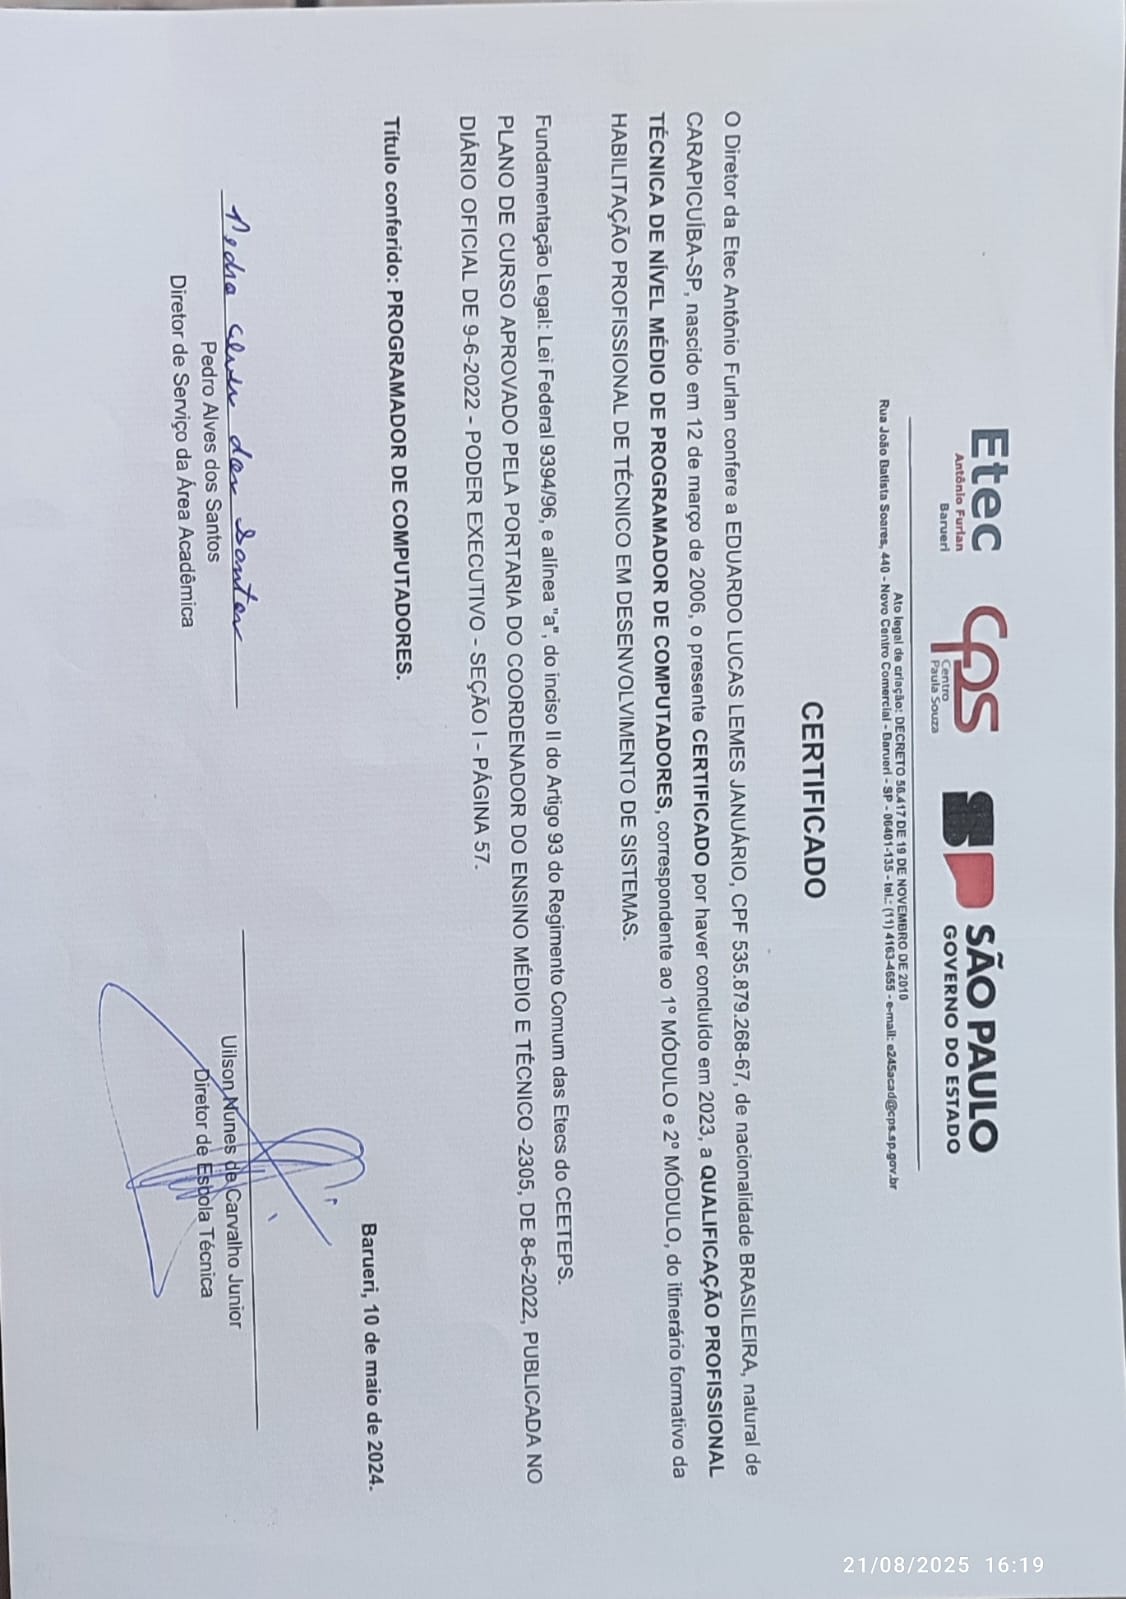 Etec
Antônio Furlan
Barueri
cps
Centro
Paula Souza
SP
SÃO PAULO
GOVERNO DO ESTADO
Ato legal de criação: DECRETO 56.417 DE 19 DE NOVEMBRO DE 2010
Rua João Batista Soares, 440 - Novo Centro Comercial - Barueri - SP - 06401-135 - tel.: (11) 4163-4655 - e-mail: e245acad@cps.sp.gov.br
21/08/2025 16:19
CERTIFICADO
O Diretor da Etec Antônio Furlan confere a EDUARDO LUCAS LEMES JANUÁRIO, CPF 535.879.268-67, de nacionalidade BRASILEIRA, natural de
CARAPICUÍBA-SP, nascido em 12 de março de 2006, o presente CERTIFICADO por haver concluído em 2023, a QUALIFICAÇÃO PROFISSIONAL
TÉCNICA DE NÍVEL MÉDIO DE PROGRAMADOR DE COMPUTADORES, correspondente ao 1º MÓDULO e 2º MÓDULO, do itinerário formativo da
HABILITAÇÃO PROFISSIONAL DE TÉCNICO EM DESENVOLVIMENTO DE SISTEMAS.
Fundamentação Legal: Lei Federal 9394/96, e alínea "a", do inciso II do Artigo 93 do Regimento Comum das Etecs do CEETEPS.
PLANO DE CURSO APROVADO PELA PORTARIA DO COORDENADOR DO ENSINO MÉDIO E TÉCNICO -2305, DE 8-6-2022, PUBLICADA NO
DIÁRIO OFICIAL DE 9-6-2022 - PODER EXECUTIVO - SEÇÃO I - PÁGINA 57.
Título conferido: PROGRAMADOR DE COMPUTADORES.
Barueri, 10 de maio de 2024.
Pedro Alves dos Santos
Pedro Alves dos Santos
Diretor de Serviço da Área Acadêmica
Uilson Nunes de Carvalho Junior
Diretor de Escola Técnica